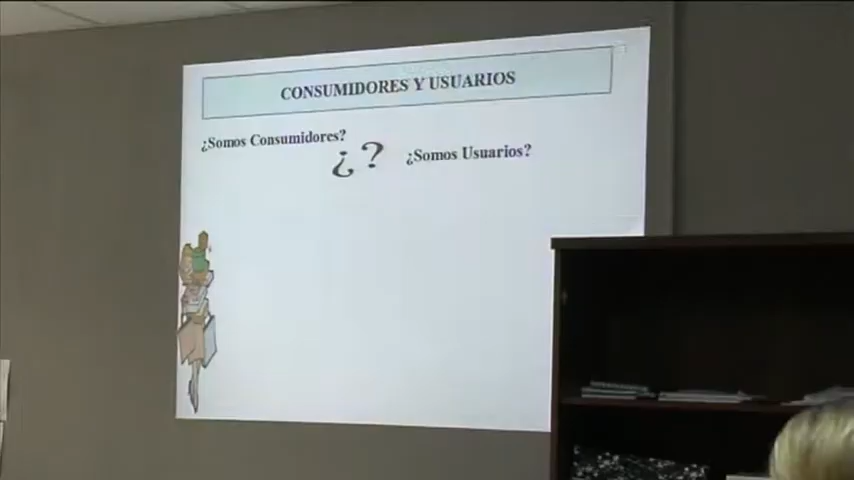 CONSUMIDORES Y USUARIOS
¿Somos Consumidores?
¿ ?
¿Somos Usuarios?